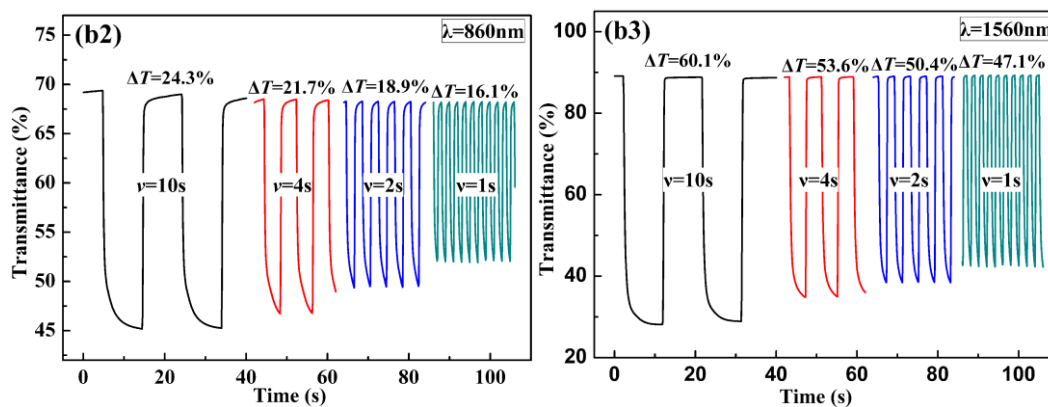 (b2)
λ=860nm
ΔT=24.3%
ΔT=21.7%
ΔT=18.9%
ΔT=16.1%
ν=10s
ν=4s
ν=2s
ν=1s
Transmittance (%)
75
70
65
60
55
50
45
0
20
40
60
80
100
Time (s)
(b3)
λ=1560nm
ΔT=60.1%
ΔT=53.6%
ΔT=50.4%
ΔT=47.1%
ν=10s
ν=4s
ν=2s
ν=1s
Transmittance (%)
100
80
60
40
20
0
20
40
60
80
100
Time (s)